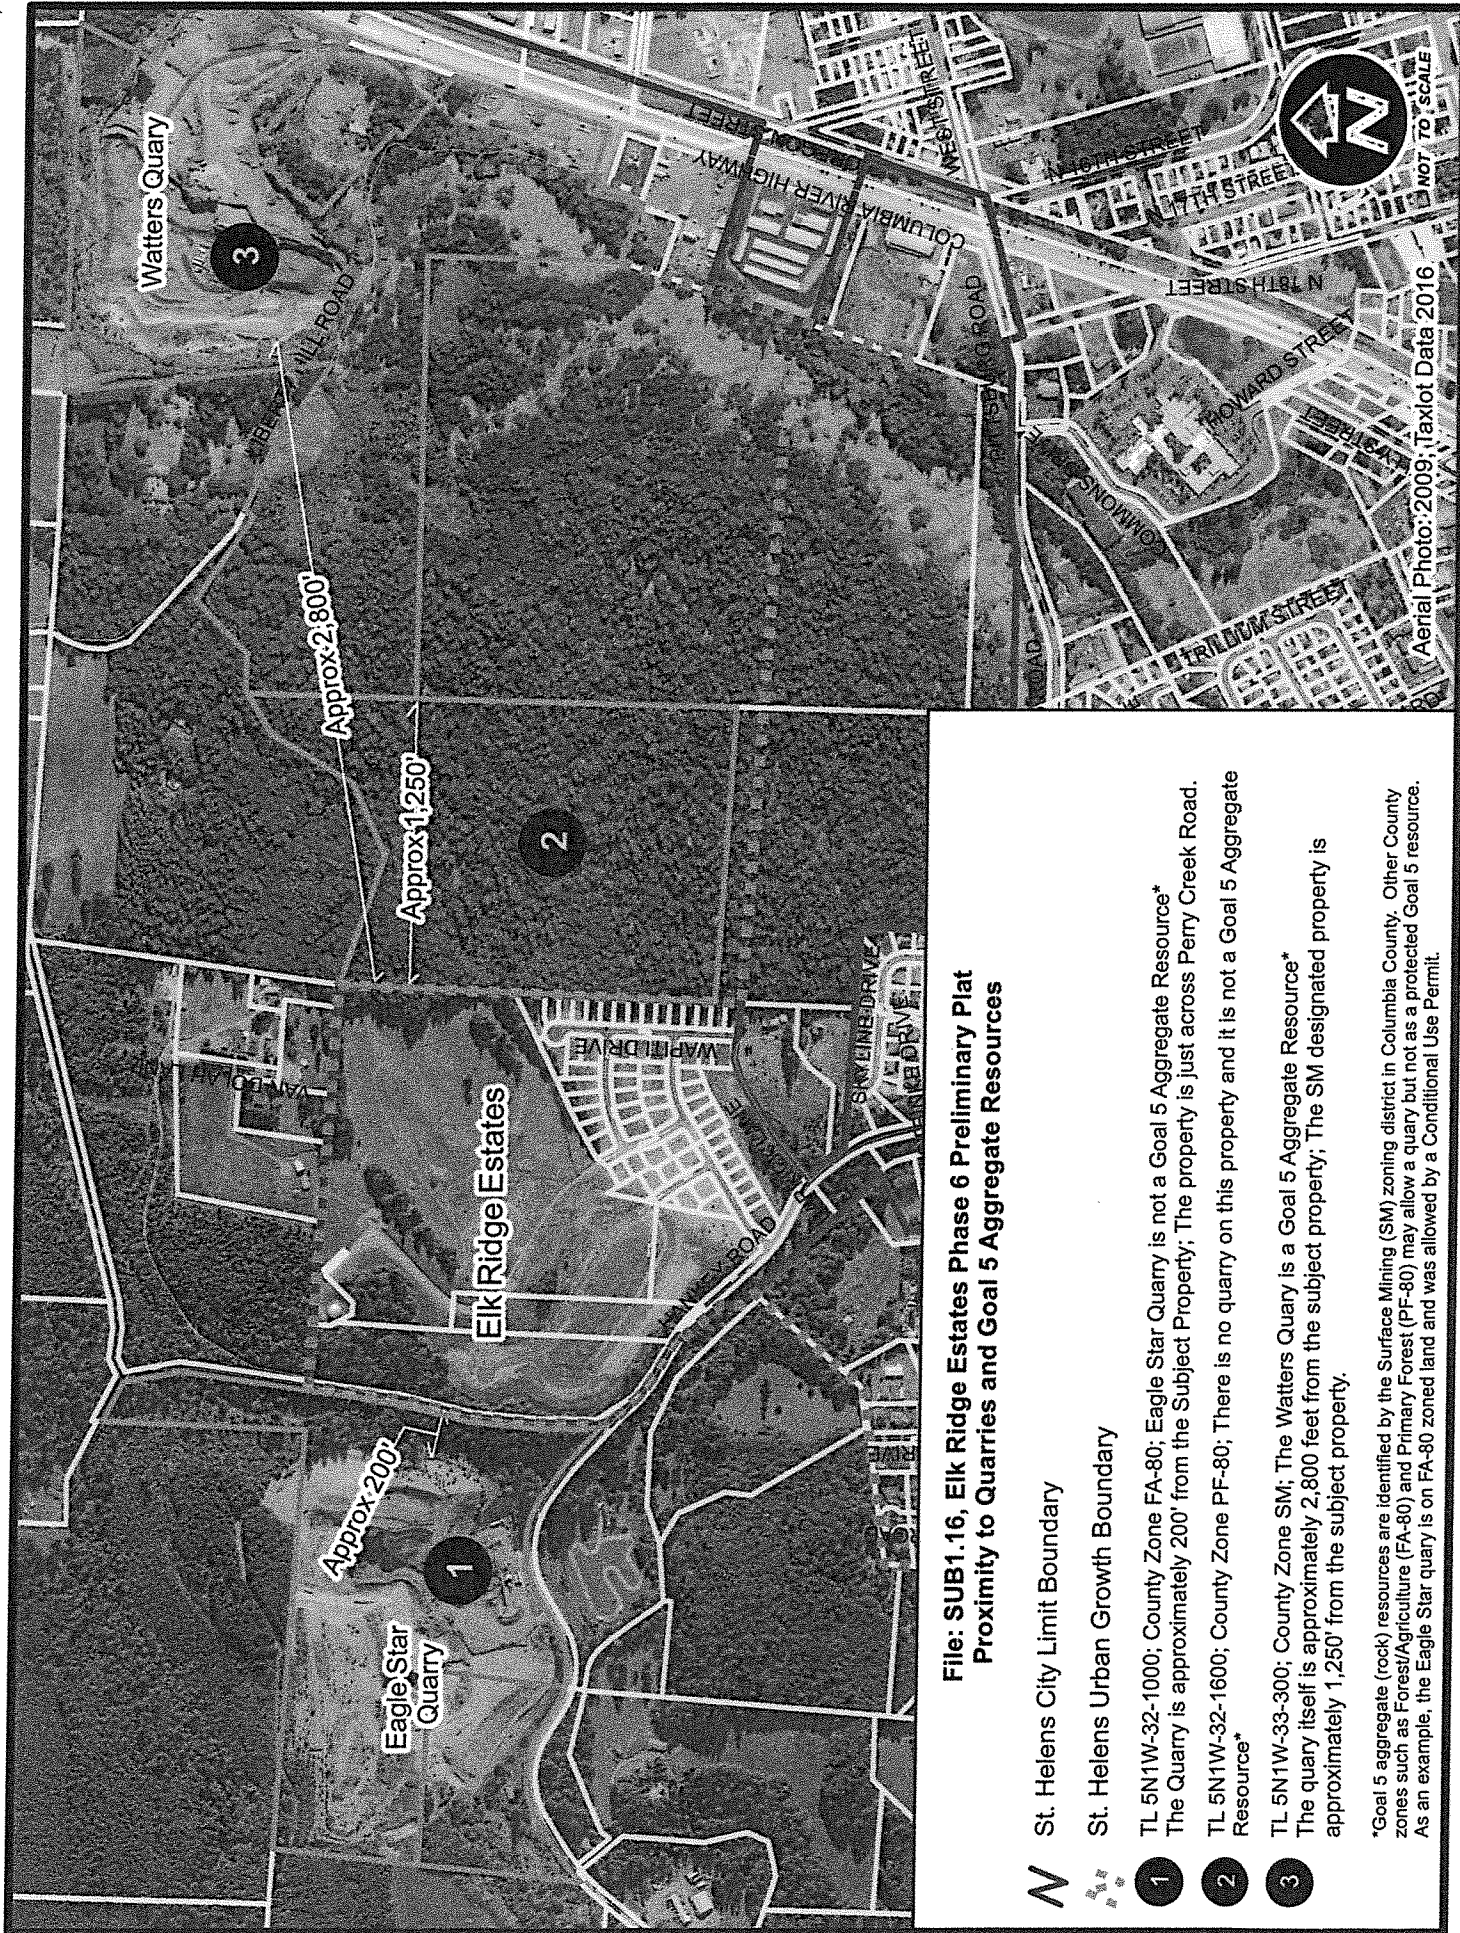 Watters Quary
3
Approx 2,800'
Approx 1,250'
2
Elk Ridge Estates
Approx 200'
1
Eagle Star
Quarry
HILL ROAD
WAPITI DRIVE
HANKEY ROAD
OREGON STREET
COLUMBIA RIVER HIGHWAY
WEST STREET
N 16TH STREET
N 17TH STREET
N 18TH STREET
HOWARD STREET
COMMONS
TRILLIUM STREET
ROAD
N
NOT TO SCALE
Aerial Photo: 2009; Taxlot Data 2016
File: SUB1.16, Elk Ridge Estates Phase 6 Preliminary Plat
Proximity to Quarries and Goal 5 Aggregate Resources
St. Helens City Limit Boundary
St. Helens Urban Growth Boundary
1 TL 5N1W-32-1000; County Zone FA-80; Eagle Star Quarry is not a Goal 5 Aggregate Resource*
The Quarry is approximately 200' from the Subject Property; The property is just across Perry Creek Road.
2 TL 5N1W-32-1600; County Zone PF-80; There is no quarry on this property and it is not a Goal 5 Aggregate
Resource*
3 TL 5N1W-33-300; County Zone SM; The Watters Quary is a Goal 5 Aggregate Resource*
The quary itself is approximately 2,800 feet from the subject property; The SM designated property is
approximately 1,250' from the subject property.
*Goal 5 aggregate (rock) resources are identified by the Surface Mining (SM) zoning district in Columbia County. Other County
zones such as Forest/Agriculture (FA-80) and Primary Forest (PF-80) may allow a quary but not as a protected Goal 5 resource.
As an example, the Eagle Star quary is on FA-80 zoned land and was allowed by a Conditional Use Permit.